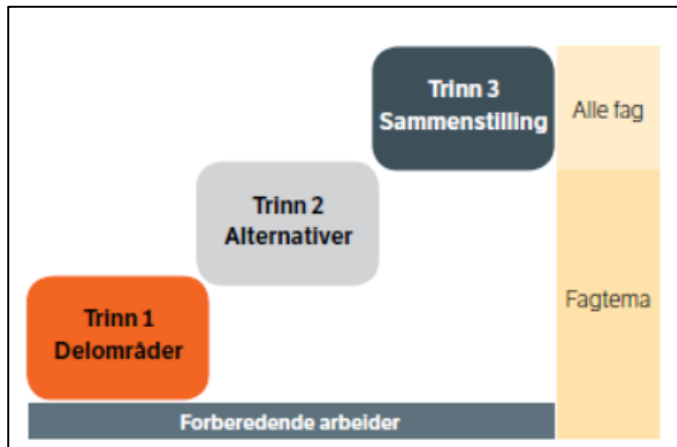 Trinn 3
Sammenstilling
Alle fag
Trinn 2
Alternativer
Fagtema
Trinn 1
Delområder
Forberedende arbeider